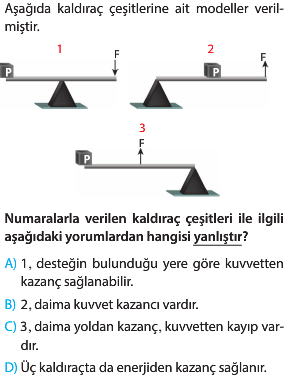 Aşağıda kaldıraç çeşitlerine ait modeller veril-
miştir.
1
F
P
2
F
P
3
F
P
Numaralarla verilen kaldıraç çeşitleri ile ilgili
aşağıdaki yorumlardan hangisi yanlıştır?
A) 1, desteğin bulunduğu yere göre kuvvetten
kazanç sağlanabilir.
B) 2, daima kuvvet kazancı vardır.
C) 3, daima yoldan kazanç, kuvvetten kayıp var-
dır.
D) Üç kaldıraçta da enerjiden kazanç sağlanır.